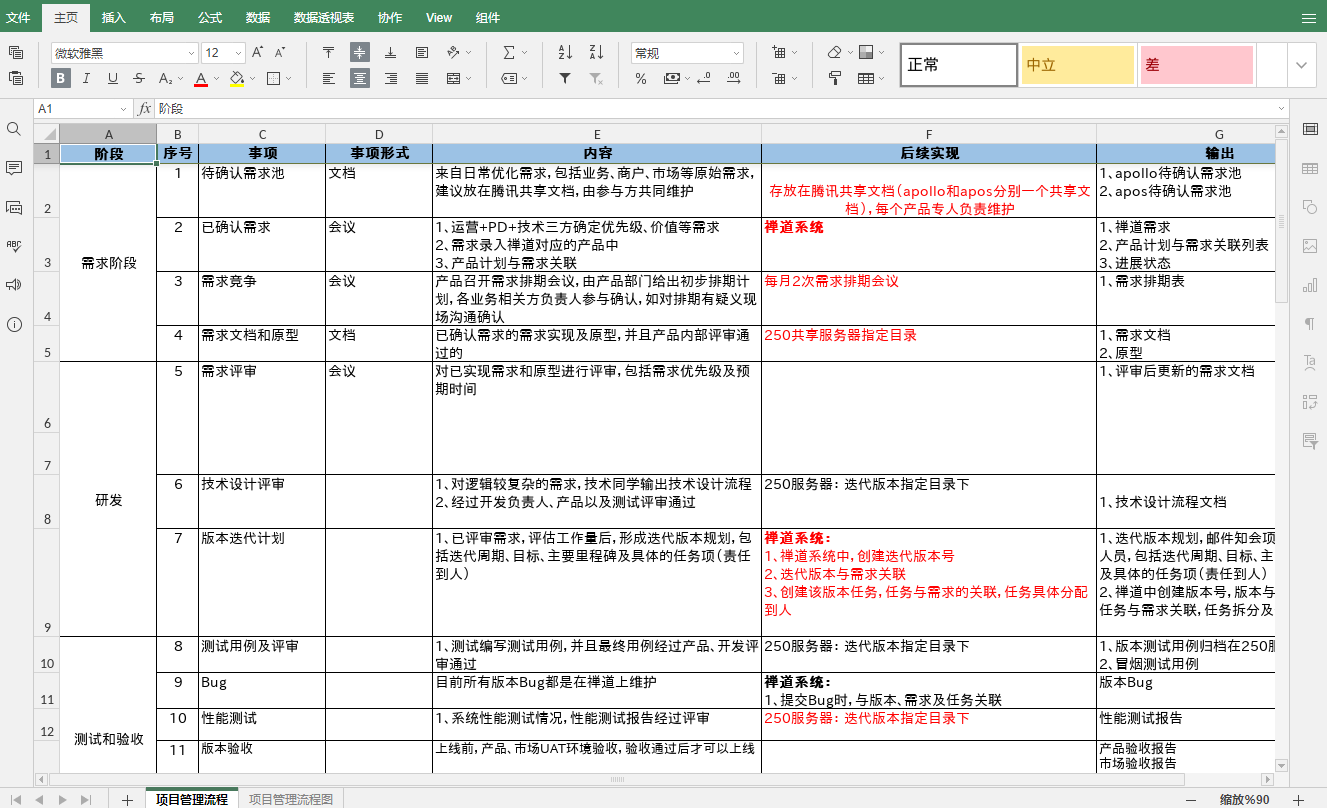 文件 主页 插入 布局 公式 数据 数据透视表 协作 View 组件
微软雅黑 12 常规 正常 中立 差
A1 fx 阶段
A B C D E F G
1 阶段 序号 事项 事项形式 内容 后续实现 输出
2 需求阶段 1 待确认需求池 文档
来自日常优化需求，包括业务、商户、市场等原始需求，
建议放在腾讯共享文档，由参与方共同维护
存放在腾讯共享文档（apollo和apos分别一个共享文
档），每个产品专人负责维护
1、apollo待确认需求池
2、apos待确认需求池
3 2 已确认需求 会议
1、运营+PD+技术三方确定优先级、价值等需求
2、需求录入禅道对应的产品中
3、产品计划与需求关联
禅道系统
1、禅道需求
2、产品计划与需求关联列表
3、进展状态
4 3 需求竞争 会议
产品召开需求排期会议，由产品部门给出初步排期计
划，各业务相关方负责人参与确认，如对排期有疑义现
场沟通确认
每月2次需求排期会议
1、需求排期表
5 4 需求文档和原型 文档
已确认需求的需求实现及原型，并且产品内部评审通
过的
250共享服务器指定目录
1、需求文档
2、原型
6 研发 5 需求评审 会议
对已实现需求和原型进行评审，包括需求优先级及预
期时间
1、评审后更新的需求文档
7
8 6 技术设计评审
1、对逻辑较复杂的需求，技术同学输出技术设计流程
2、经过开发负责人、产品以及测试评审通过
250服务器：迭代版本指定目录下
1、技术设计流程文档
9 7 版本迭代计划
1、已评审需求，评估工作量后，形成迭代版本规划，包
括迭代周期、目标、主要里程碑及具体的任务项（责任
到人）
禅道系统：
1、禅道系统中，创建迭代版本号
2、迭代版本与需求关联
3、创建该版本任务，任务与需求的关联，任务具体分配
到人
1、迭代版本规划，邮件知会项
人员，包括迭代周期、目标、主
及具体的任务项（责任到人）
2、禅道中创建版本号，版本与
任务与需求关联，任务拆分及
10 测试和验收 8 测试用例及评审
1、测试编写测试用例，并且最终用例经过产品、开发评
审通过
250服务器：迭代版本指定目录下
1、版本测试用例归档在250服
2、冒烟测试用例
11 9 Bug
目前所有版本Bug都是在禅道上维护
禅道系统：
1、提交Bug时，与版本、需求及任务关联
版本Bug
12 10 性能测试
1、系统性能测试情况，性能测试报告经过评审
250服务器：迭代版本指定目录下
性能测试报告
11 版本验收
上线前，产品、市场UAT环境验收，验收通过后才可以上线
产品验收报告
市场验收报告
项目管理流程 项目管理流程图 缩放%90